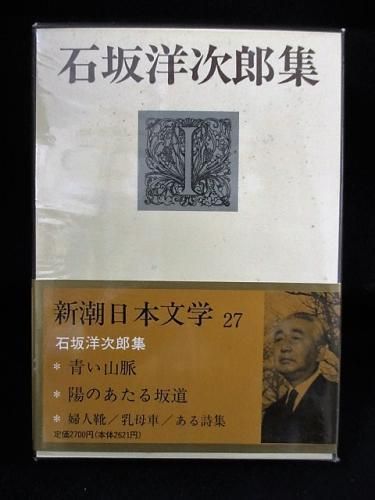 石坂洋次郎集
I
新潮日本文学 27
石坂洋次郎集
* 青い山脈
* 陽のあたる坂道
* 婦人靴/乳母車/ある詩集
定価2700円(本体2621円)